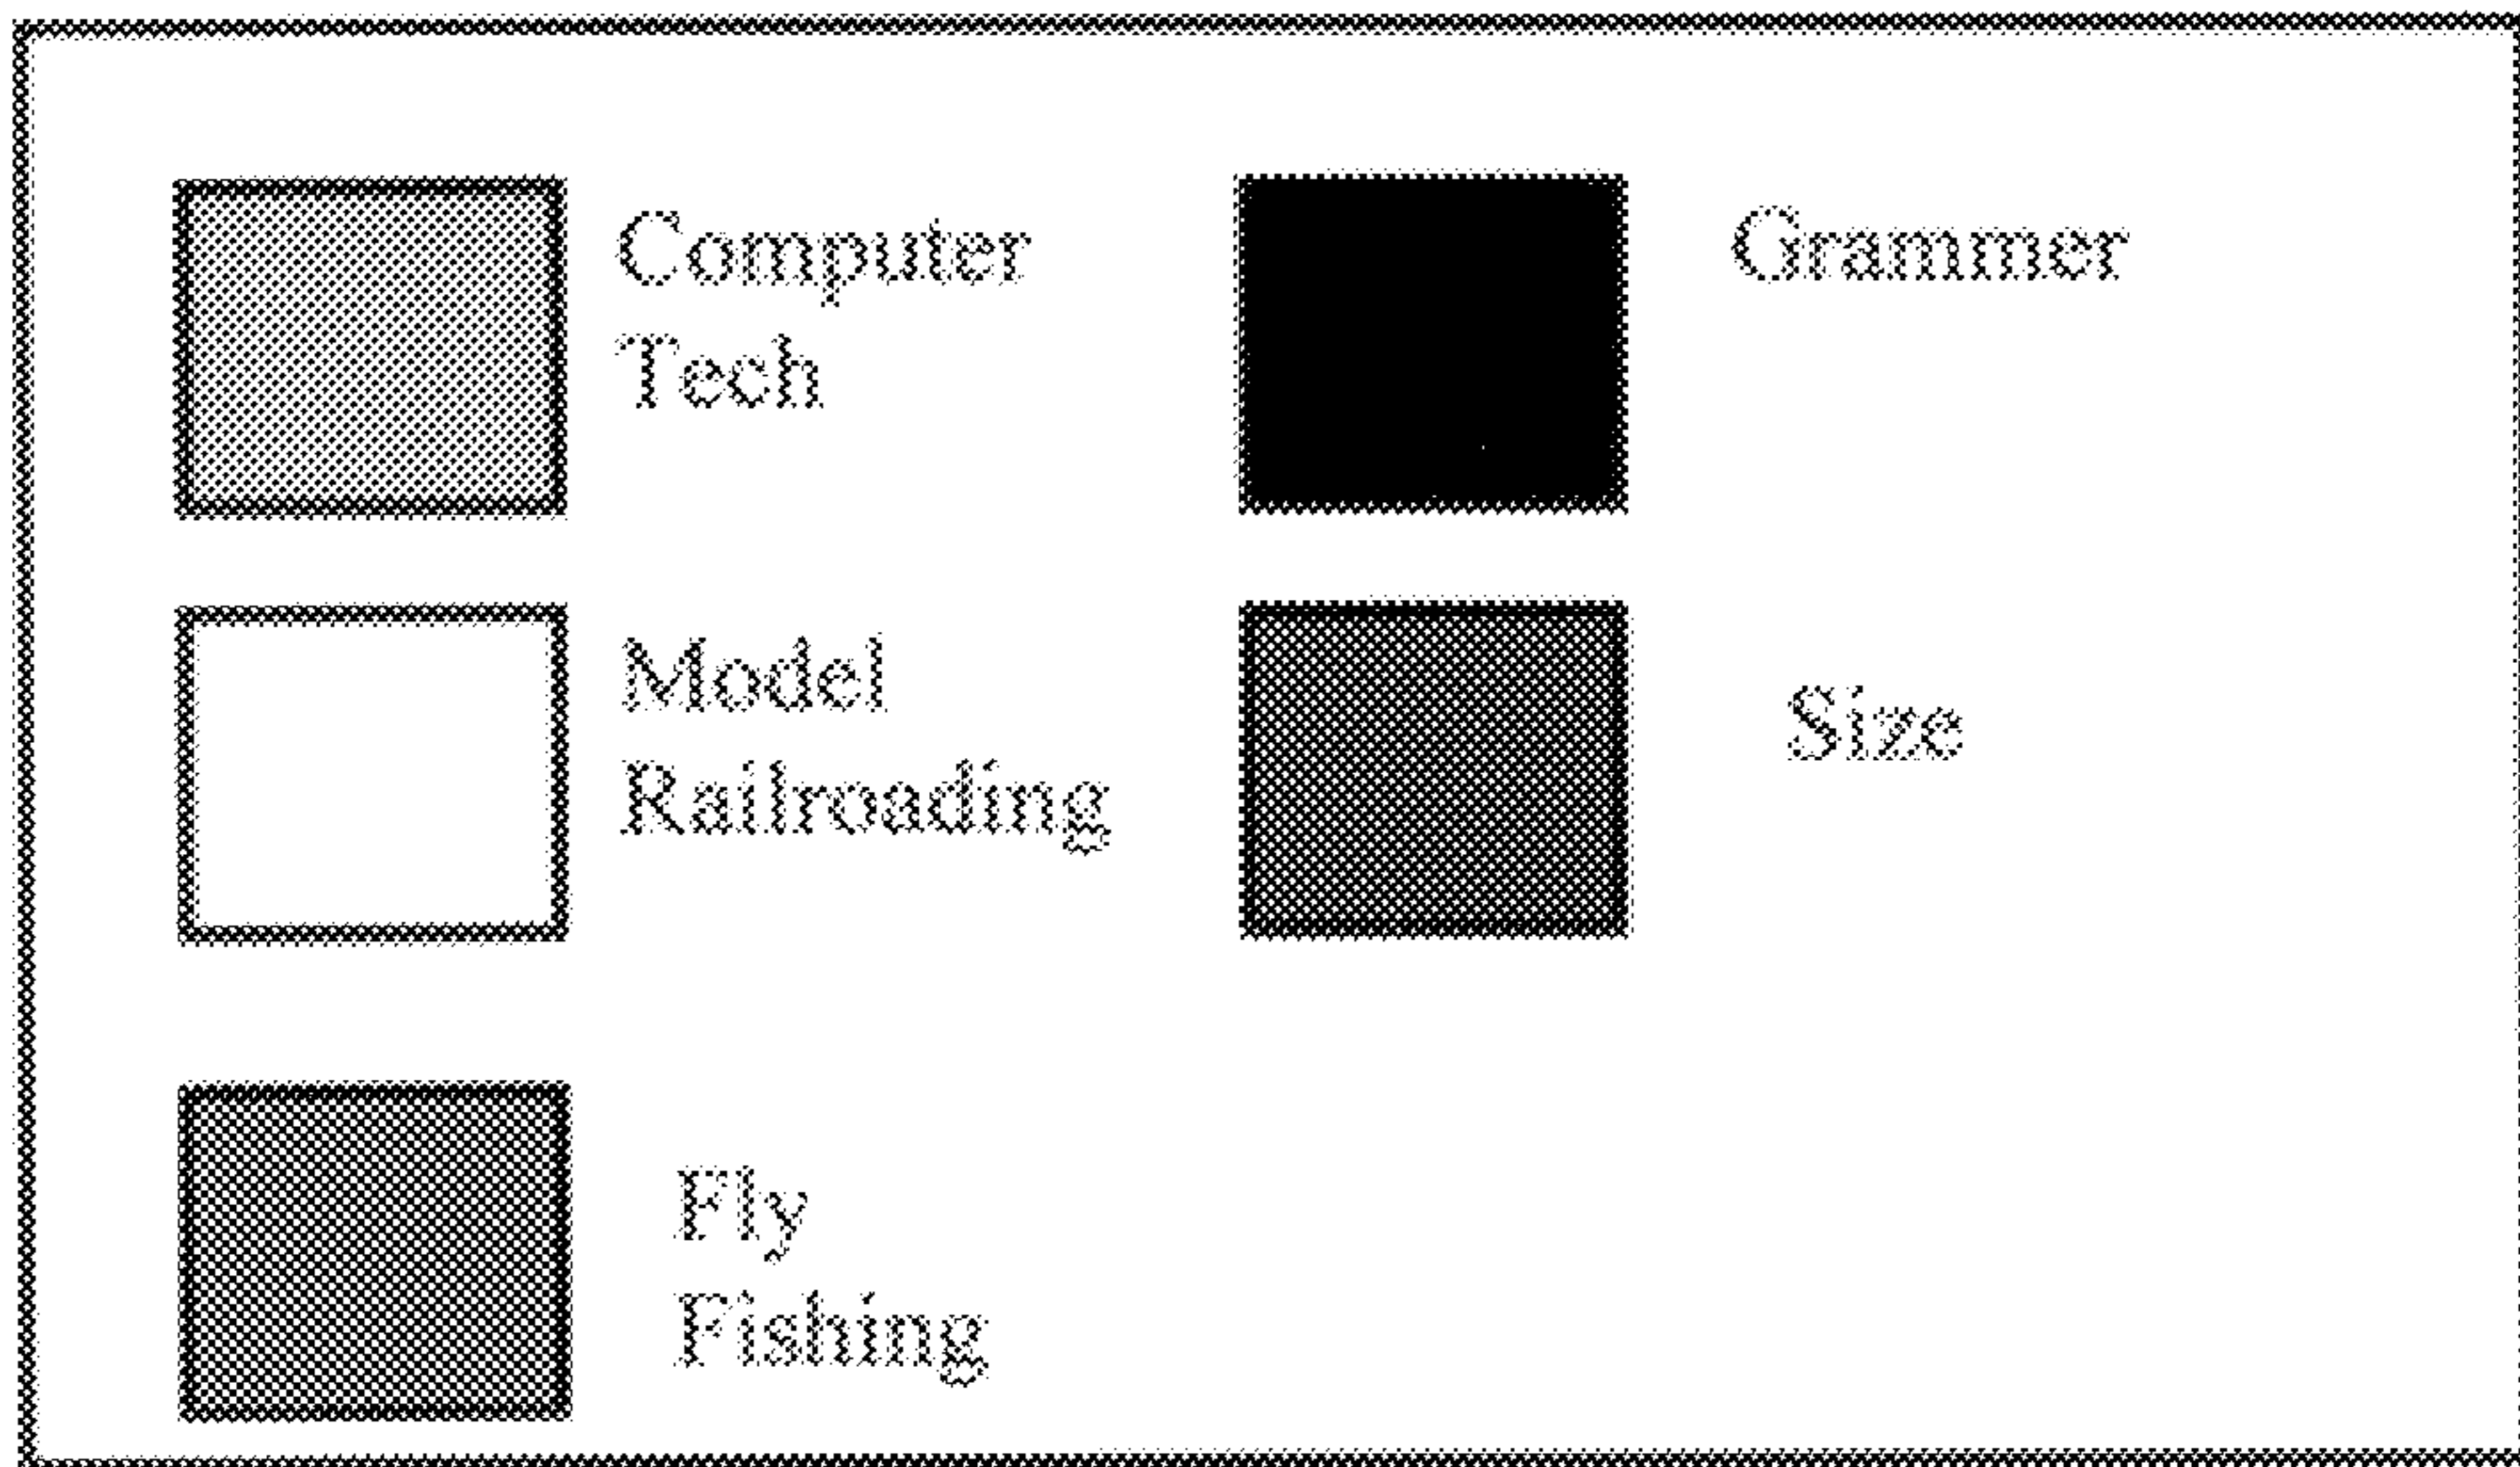 Computer
Tech
Grammer
Model
Railroading
Size
Fly
Fishing